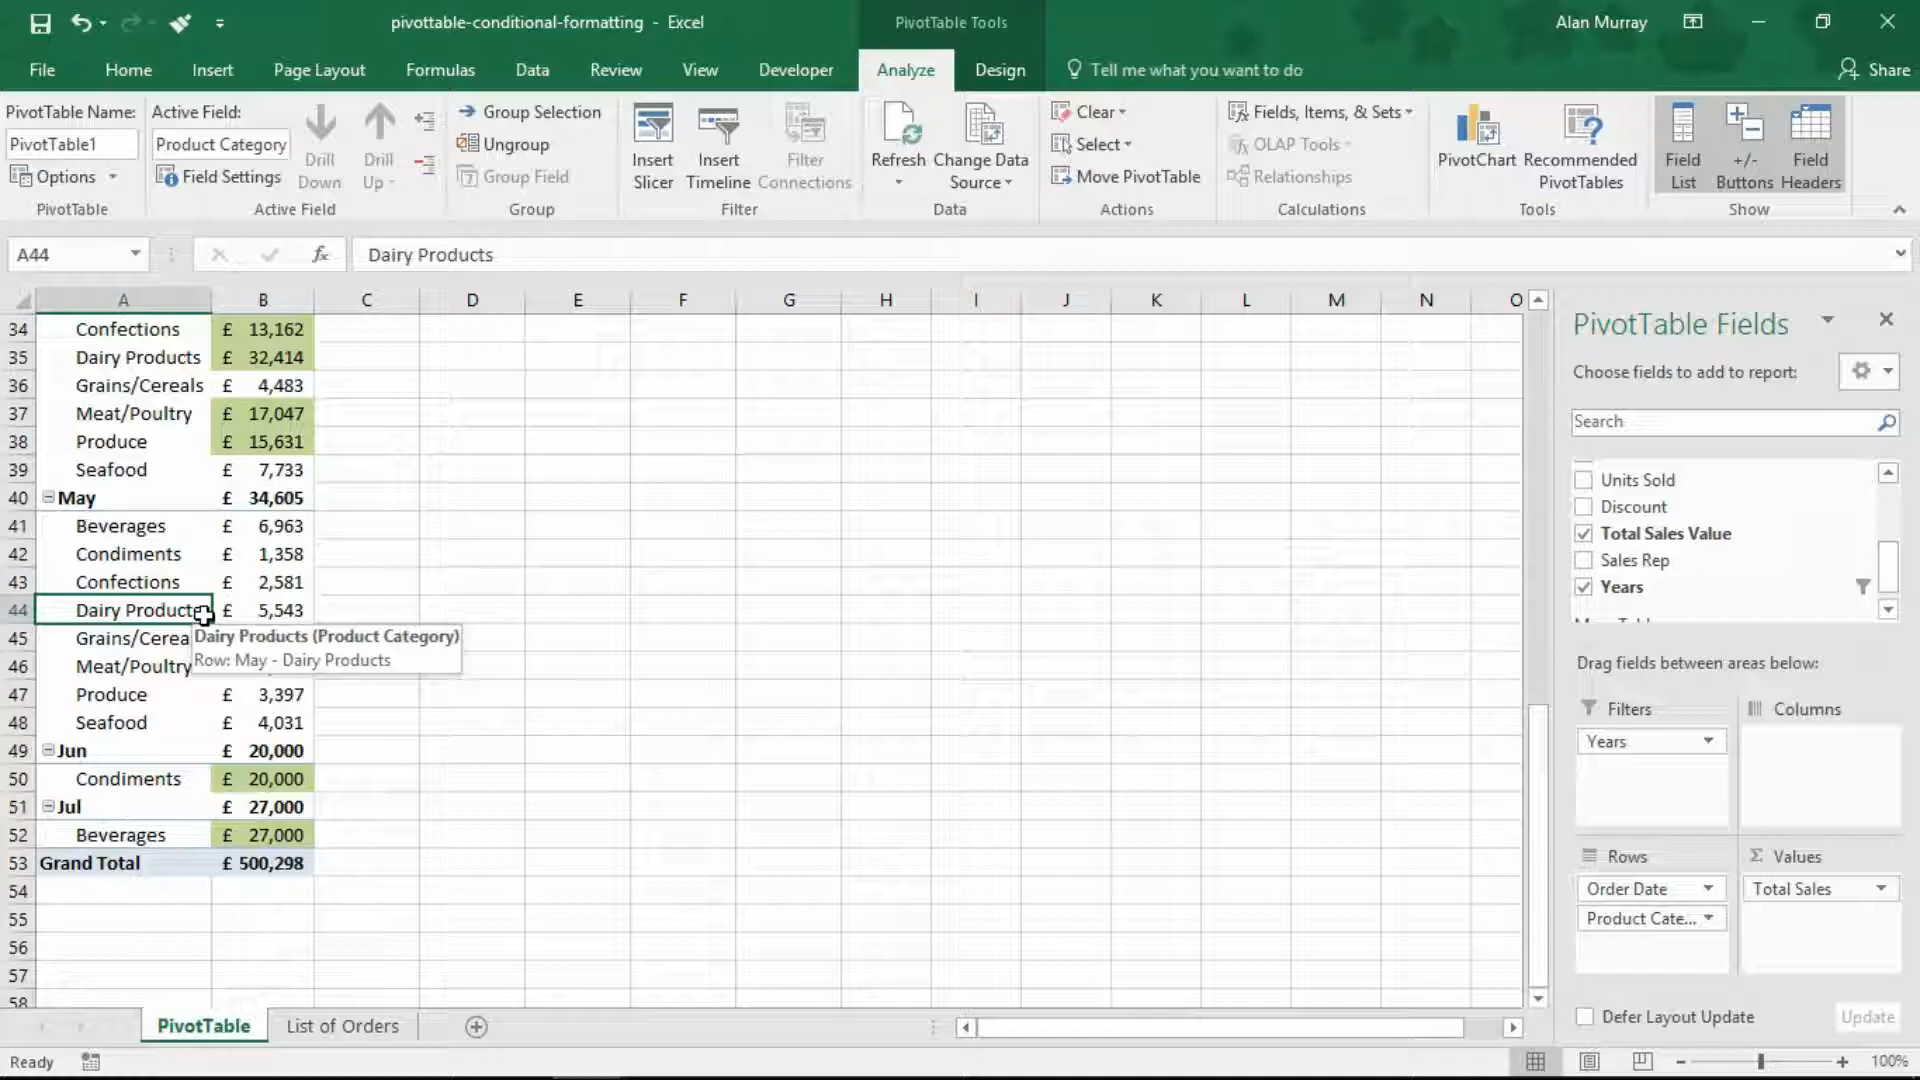 pivottable-conditional-formatting - Excel
PivotTable Tools
Alan Murray
File Home Insert Page Layout Formulas Data Review View Developer Analyze Design Tell me what you want to do Share
PivotTable Name:
PivotTable1
Options
PivotTable
Active Field:
Product Category
Field Settings
Drill Down
Drill Up
Active Field
Group Selection
Ungroup
Group Field
Group
Insert Slicer
Insert Timeline
Filter Connections
Filter
Refresh
Change Data Source
Data
Clear
Select
Move PivotTable
Actions
Fields, Items, & Sets
OLAP Tools
Relationships
Calculations
PivotChart
Recommended PivotTables
Tools
Field List
+/- Buttons
Field Headers
Show
A44
fx
Dairy Products
A B C D E F G H I J K L M N O
34 Confections £ 13,162
35 Dairy Products £ 32,414
36 Grains/Cereals £ 4,483
37 Meat/Poultry £ 17,047
38 Produce £ 15,631
39 Seafood £ 7,733
40 May £ 34,605
41 Beverages £ 6,963
42 Condiments £ 1,358
43 Confections £ 2,581
44 Dairy Products £ 5,543
45 Grains/Cerea
Dairy Products (Product Category)
Row: May - Dairy Products
46 Meat/Poultry
47 Produce £ 3,397
48 Seafood £ 4,031
49 Jun £ 20,000
50 Condiments £ 20,000
51 Jul £ 27,000
52 Beverages £ 27,000
53 Grand Total £ 500,298
54
55
56
57
58
PivotTable Fields
Choose fields to add to report:
Search
Units Sold
Discount
Total Sales Value
Sales Rep
Years
Drag fields between areas below:
Filters
Years
Columns
Rows
Order Date
Product Cate...
Σ Values
Total Sales
Defer Layout Update
Update
PivotTable
List of Orders
Ready
100%